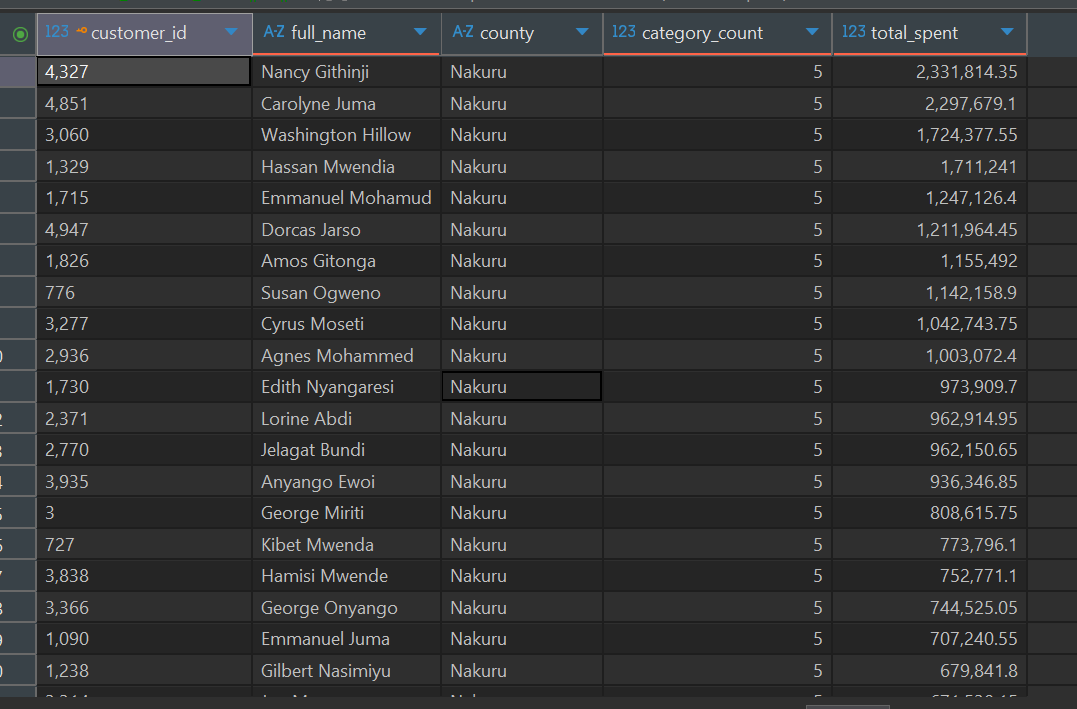 123 customer_id A-Z full_name A-Z county 123 category_count 123 total_spent
4,327 Nancy Githinji Nakuru 5 2,331,814.35
4,851 Carolyne Juma Nakuru 5 2,297,679.1
3,060 Washington Hillow Nakuru 5 1,724,377.55
1,329 Hassan Mwendia Nakuru 5 1,711,241
1,715 Emmanuel Mohamud Nakuru 5 1,247,126.4
4,947 Dorcas Jarso Nakuru 5 1,211,964.45
1,826 Amos Gitonga Nakuru 5 1,155,492
776 Susan Ogweno Nakuru 5 1,142,158.9
3,277 Cyrus Moseti Nakuru 5 1,042,743.75
2,936 Agnes Mohammed Nakuru 5 1,003,072.4
1,730 Edith Nyangaresi Nakuru 5 973,909.7
2,371 Lorine Abdi Nakuru 5 962,914.95
2,770 Jelagat Bundi Nakuru 5 962,150.65
3,935 Anyango Ewoi Nakuru 5 936,346.85
3 George Miriti Nakuru 5 808,615.75
727 Kibet Mwenda Nakuru 5 773,796.1
3,838 Hamisi Mwende Nakuru 5 752,771.1
3,366 George Onyango Nakuru 5 744,525.05
1,090 Emmanuel Juma Nakuru 5 707,240.55
1,238 Gilbert Nasimiyu Nakuru 5 679,841.8